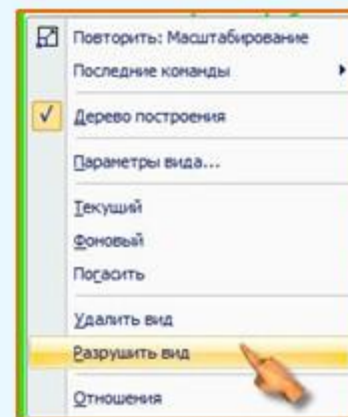 Повторить: Масштабирование
Последние команды
Дерево построения
Параметры вида...
Текущий
Фоновый
Погасить
Удалить вид
Разрушить вид
Отношения